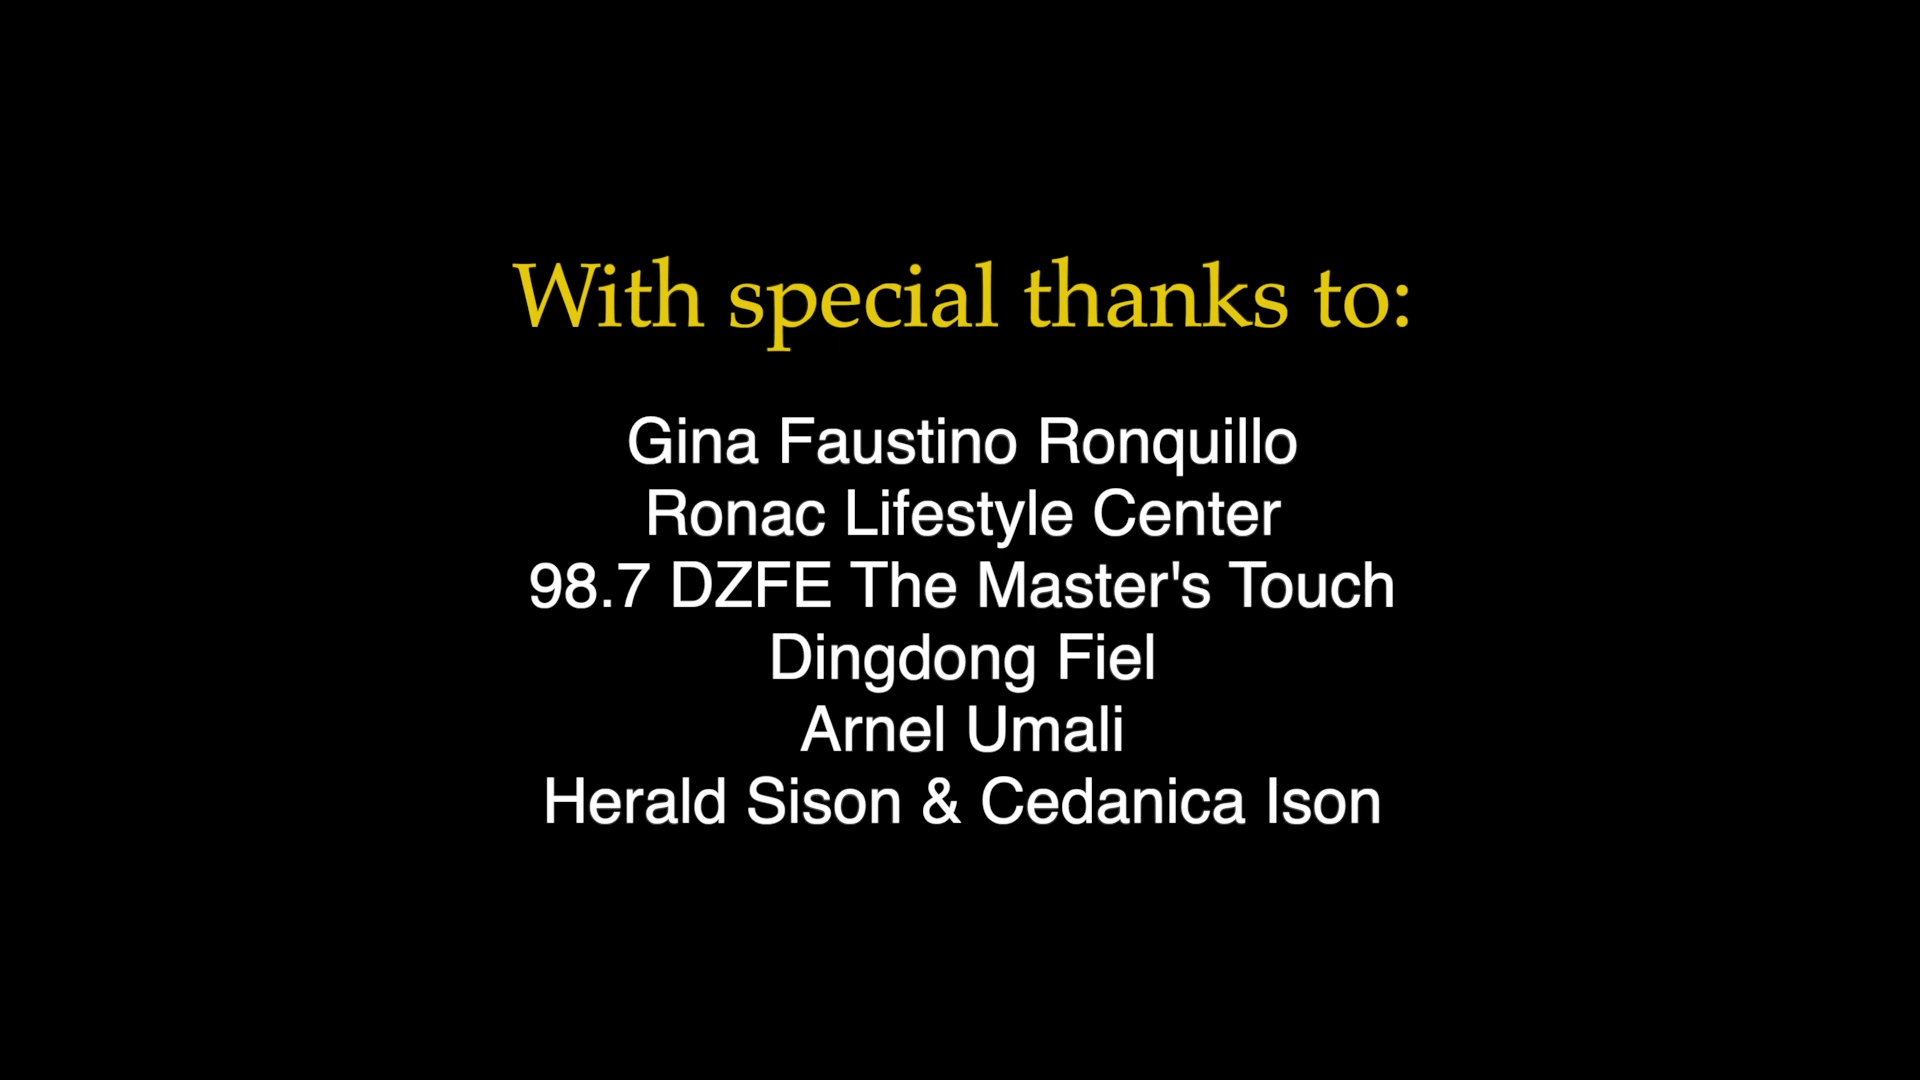 With special thanks to:
Gina Faustino Ronquillo
Ronac Lifestyle Center
98.7 DZFE The Master's Touch
Dingdong Fiel
Arnel Umali
Herald Sison & Cedanica Ison